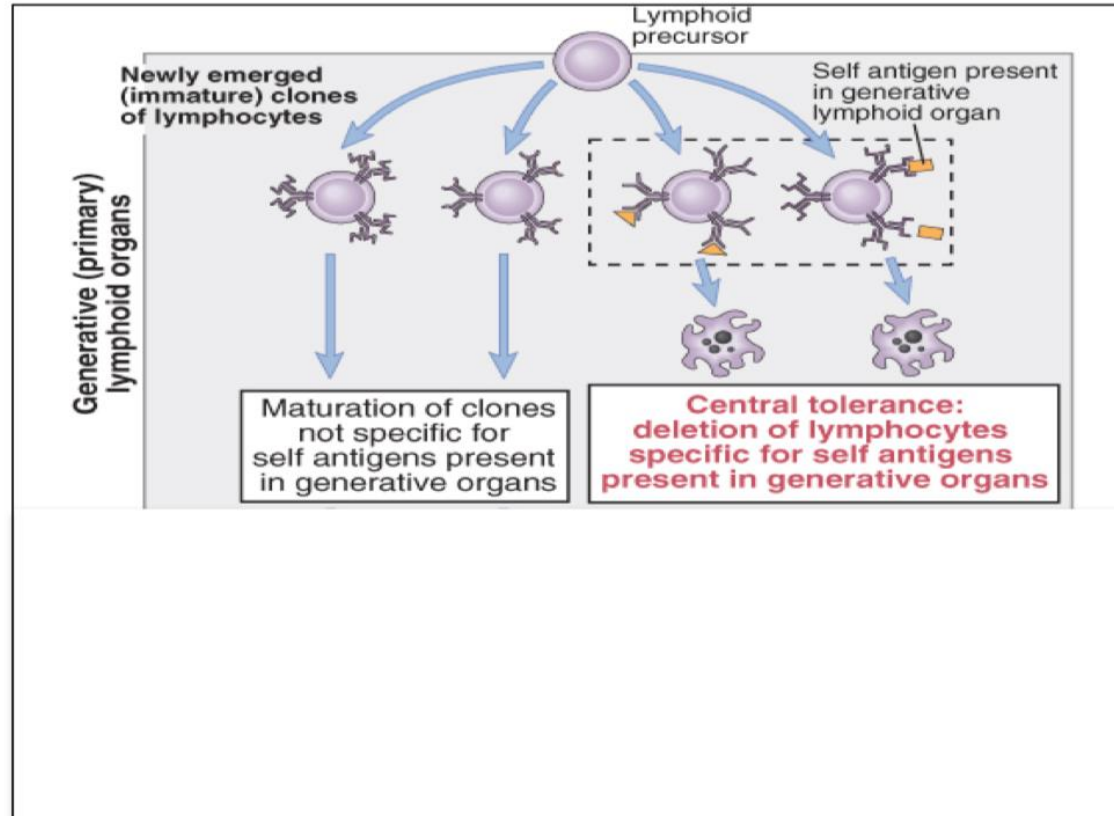 Lymphoid
precursor
Newly emerged
(immature) clones
of lymphocytes
Self antigen present
in generative
lymphoid organ
Generative (primary)
lymphoid organs
Maturation of clones
not specific for
self antigens present
in generative organs
Central tolerance:
deletion of lymphocytes
specific for self antigens
present in generative organs